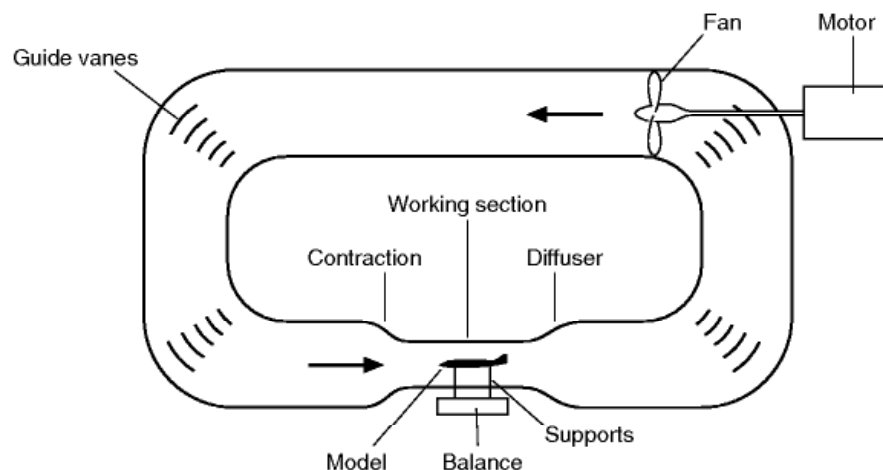 Fan
Motor
Guide vanes
Working section
Contraction
Diffuser
Supports
Model
Balance